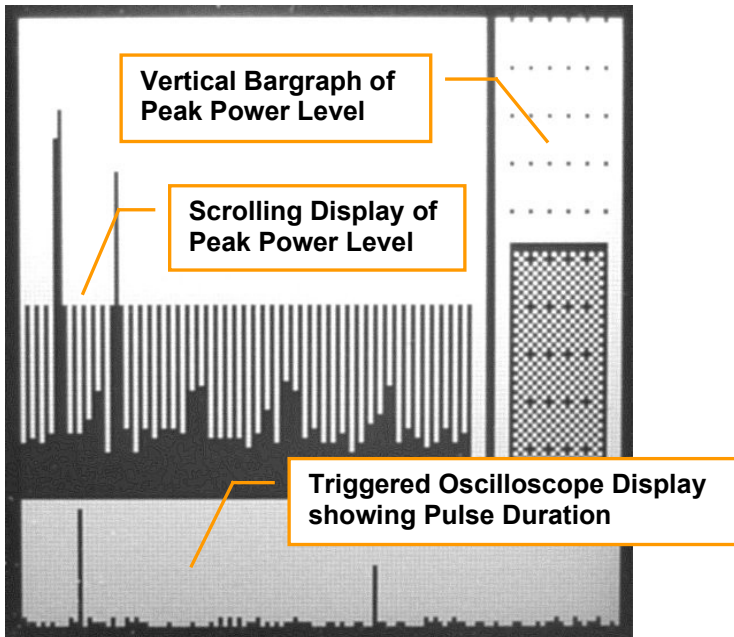 Vertical Bargraph of
Peak Power Level
Scrolling Display of
Peak Power Level
Triggered Oscilloscope Display
showing Pulse Duration